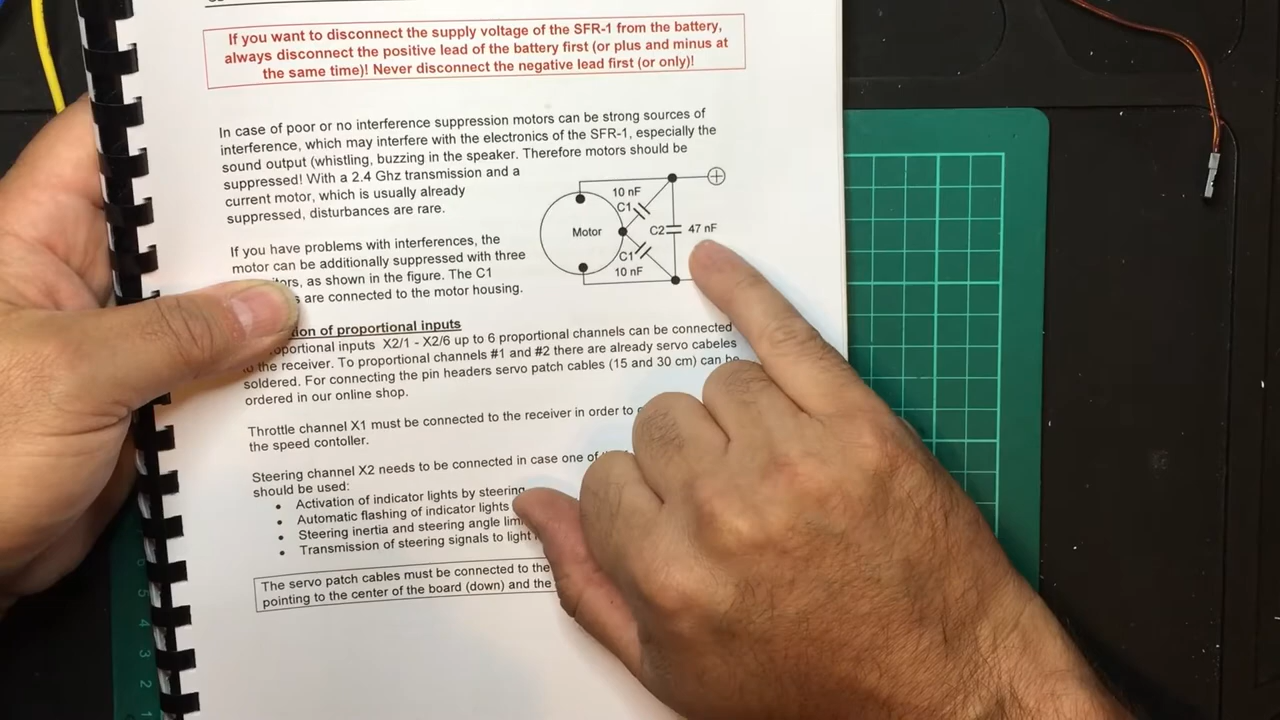 If you want to disconnect the supply voltage of the SFR-1 from the battery,
always disconnect the positive lead of the battery first (or plus and minus at
the same time)! Never disconnect the negative lead first (or only)!
In case of poor or no interference suppression motors can be strong sources of
interference, which may interfere with the electronics of the SFR-1, especially the
sound output (whistling, buzzing in the speaker. Therefore motors should be
suppressed! With a 2.4 Ghz transmission and a
current motor, which is usually already
suppressed, disturbances are rare.
If you have problems with interferences, the
motor can be additionally suppressed with three
as shown in the figure. The C1
are connected to the motor housing.
10 nF
C1
Motor
C2
47 nF
C1
10 nF
of proportional inputs
inputs X2/1 - X2/6 up to 6 proportional channels can be connected
the receiver. To proportional channels #1 and #2 there are already servo cabeles
soldered. For connecting the pin headers servo patch cables (15 and 30 cm) can
ordered in our online shop.
Throttle channel X1 must be connected to the receiver in order to
the speed contoller.
Steering channel X2 needs to be connected in case one of
should be used:
• Activation of indicator lights by steering
• Automatic flashing of indicator lights
• Steering inertia and steering angle
• Transmission of steering signals to light
The servo patch cables must be connected to the
pointing to the center of the board (down) and the
5
4
3
2
1